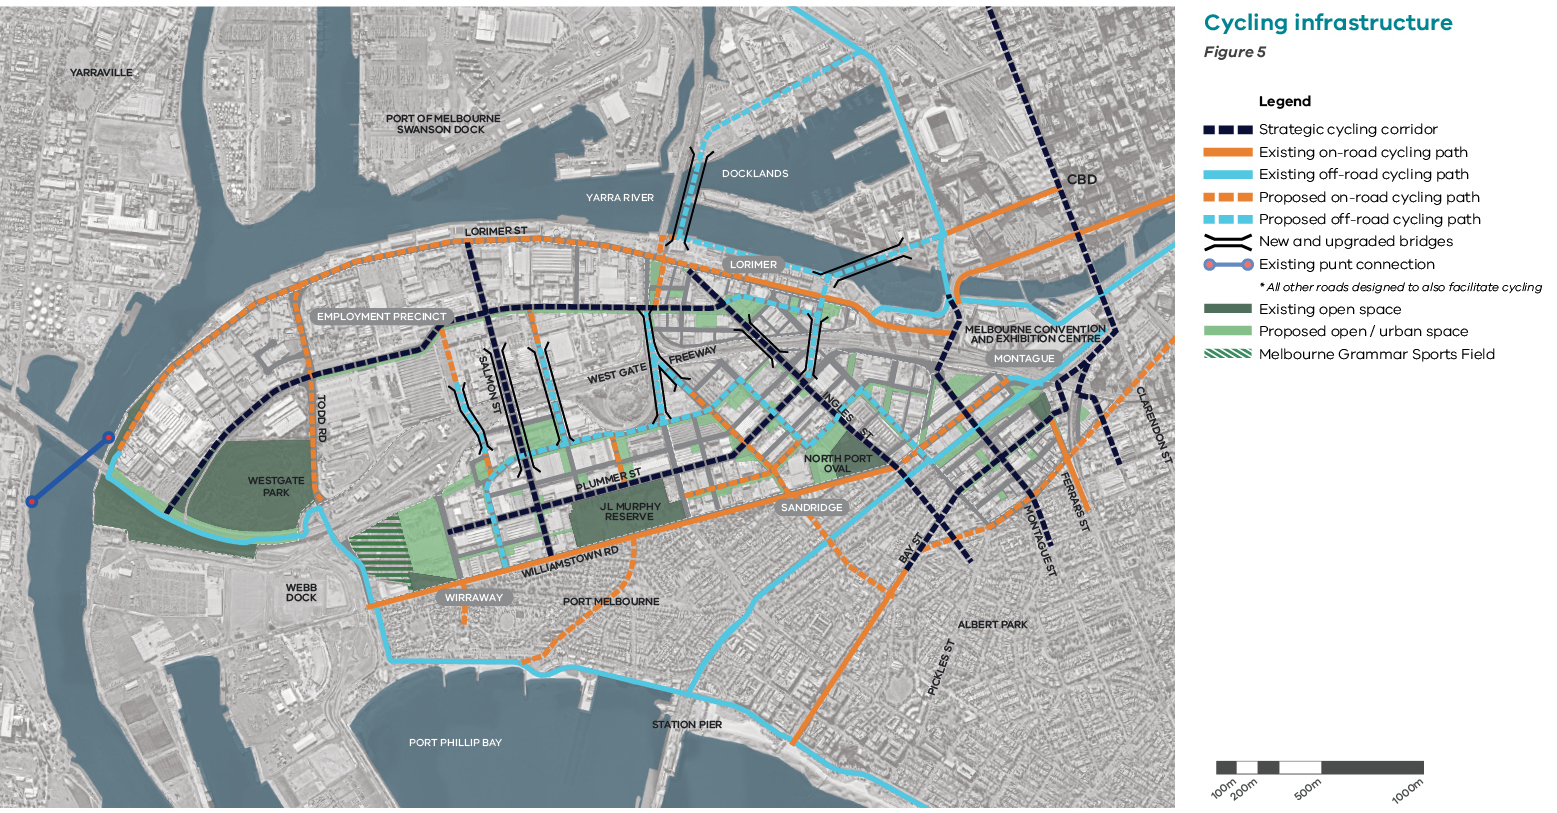 Cycling infrastructure
Figure 5
Legend
Strategic cycling corridor
Existing on-road cycling path
Existing off-road cycling path
Proposed on-road cycling path
Proposed off-road cycling path
New and upgraded bridges
Existing punt connection
* All other roads designed to also facilitate cycling
Existing open space
Proposed open / urban space
Melbourne Grammar Sports Field
100m
200m
500m
1000m
YARRAVILLE
PORT OF MELBOURNE
SWANSON DOCK
DOCKLANDS
CBD
YARRA RIVER
LORIMER ST
LORIMER
EMPLOYMENT PRECINCT
MELBOURNE CONVENTION
AND EXHIBITION CENTRE
MONTAGUE
FREEWAY
WEST GATE
SALMON ST
TODD RD
INGLES ST
CLARENDON ST
NORTH PORT
OVAL
PLUMMER ST
WESTGATE
PARK
JL MURPHY
RESERVE
SANDRIDGE
FERRARS ST
MONTAGUE ST
BAY ST
WILLIAMSTOWN RD
WEBB
DOCK
WIRRAWAY
PORT MELBOURNE
ALBERT PARK
PICKLES ST
STATION PIER
PORT PHILLIP BAY